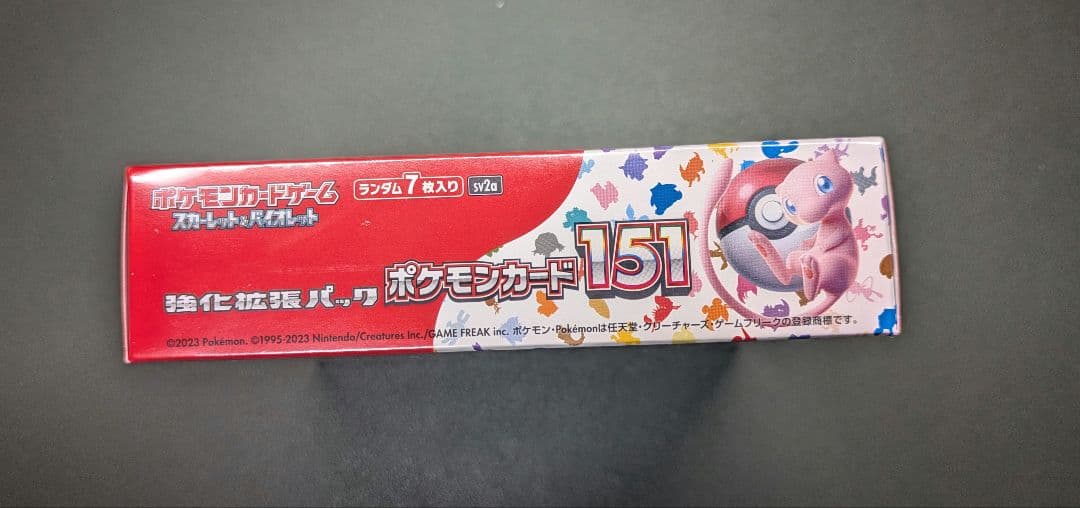 ポケモンカードゲーム
スカーレット&バイオレット
ランダム7枚入り
sv2a
強化拡張パック
ポケモンカード151
©2023 Pokémon. ©1995-2023 Nintendo/Creatures Inc./GAME FREAK inc. ポケモン・Pokémonは任天堂・クリーチャーズ・ゲームフリークの登録商標です。